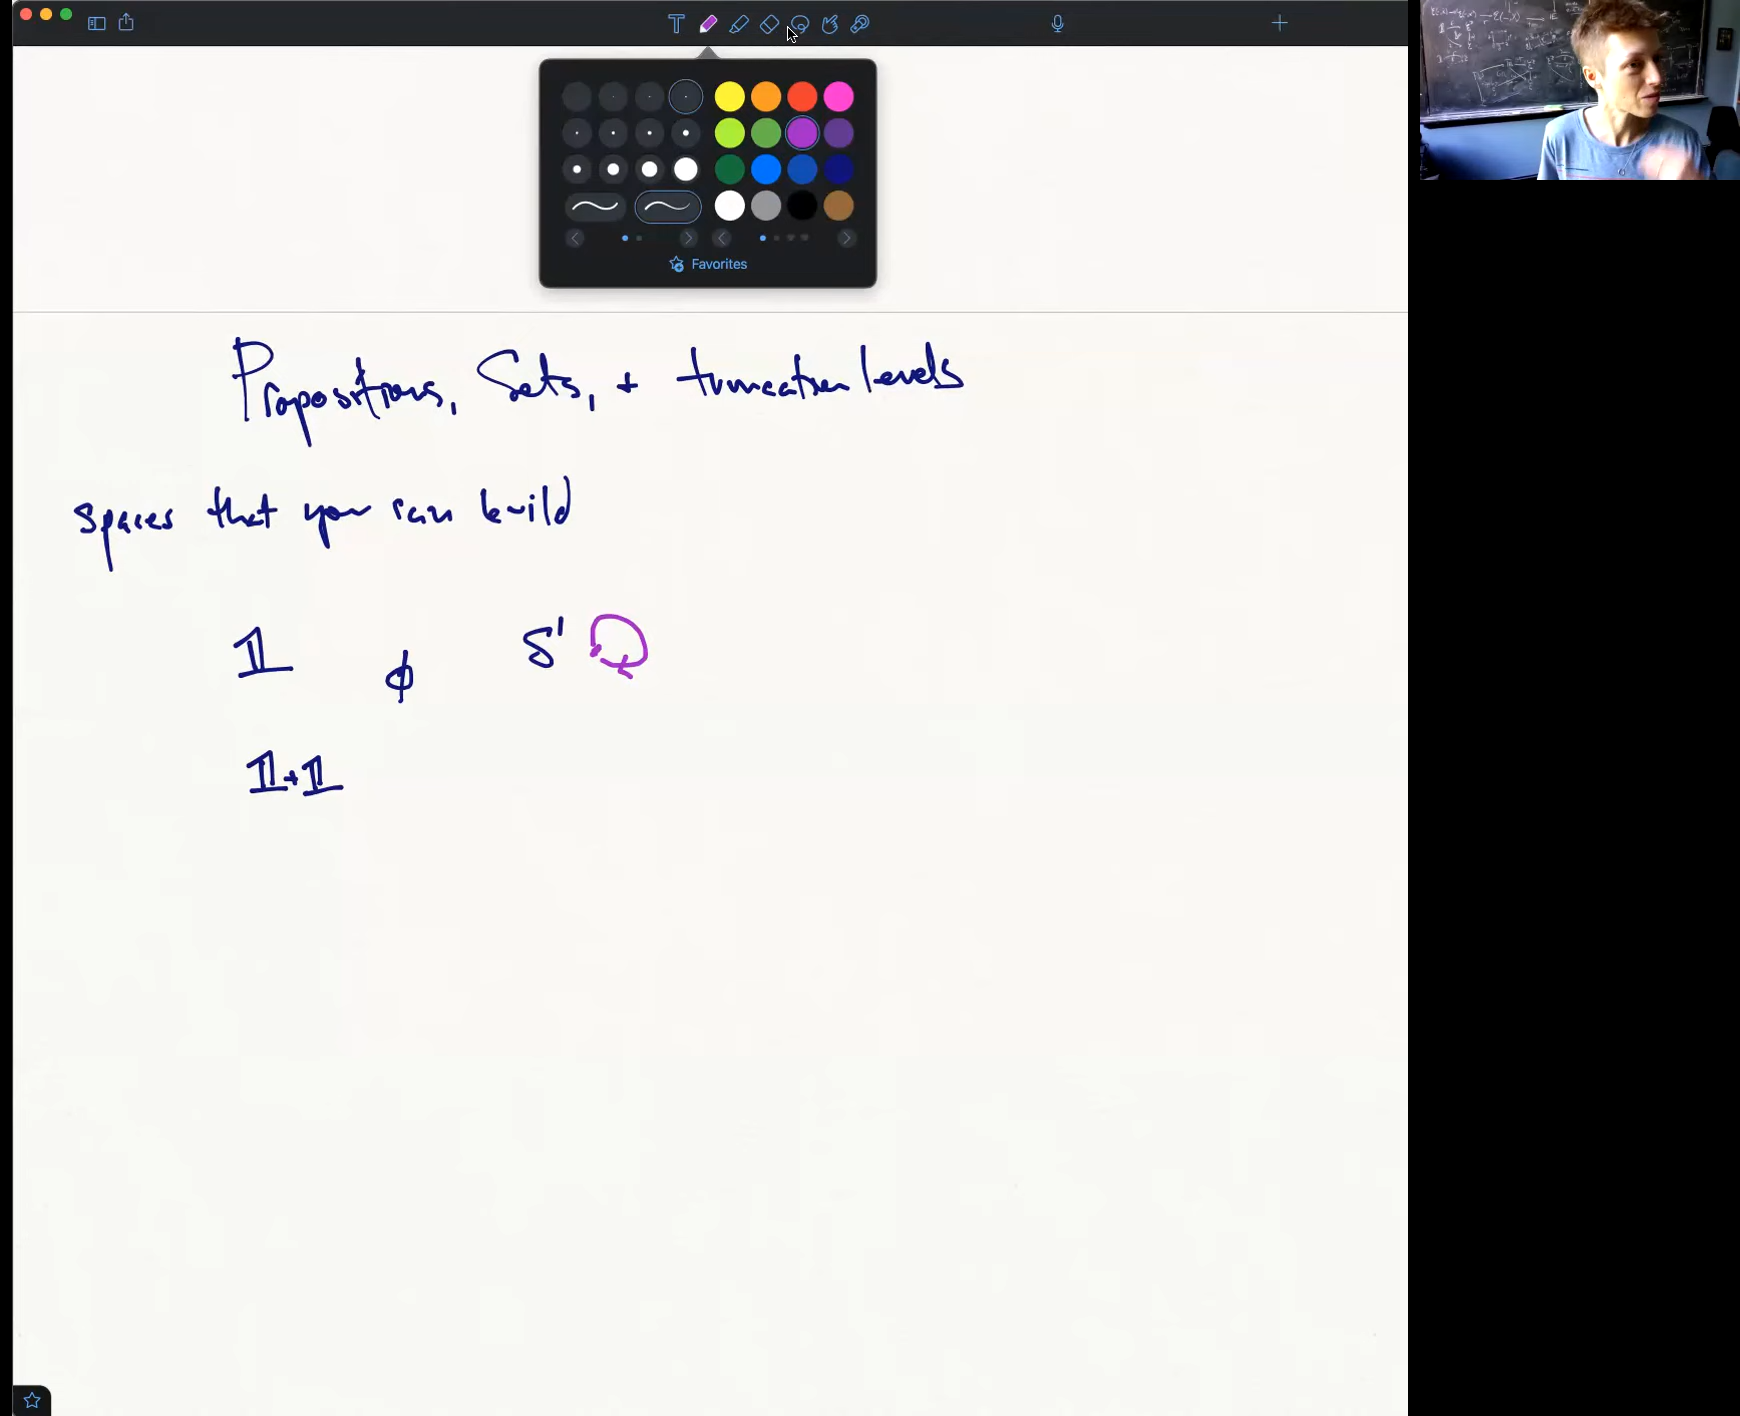 Favorites
Propositions, Sets, + truncation levels
spaces that you can build
𝟙 ϕ S¹
𝟙+𝟙